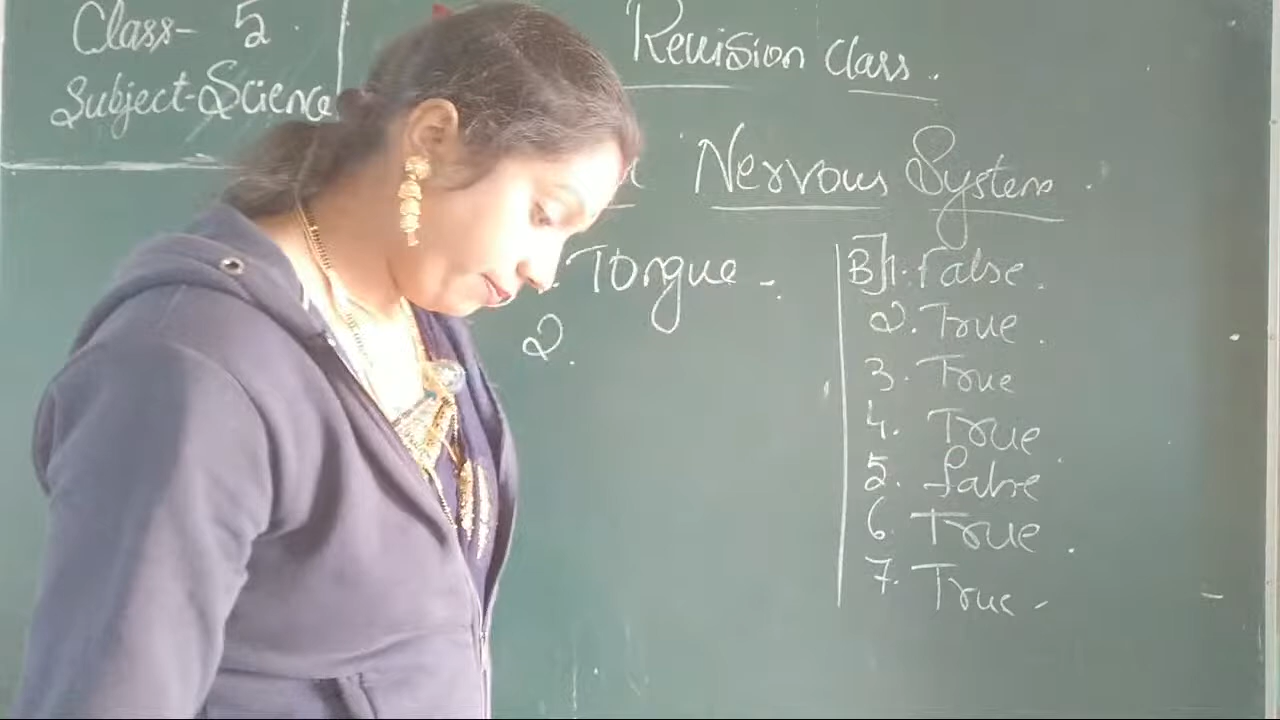 Class- 5.
Subject-Science
Revision Class.
Nervous System.
Tongue.
2.
B] 1. False.
2. True.
3. True
4. True.
5. False
6. True.
7. True.